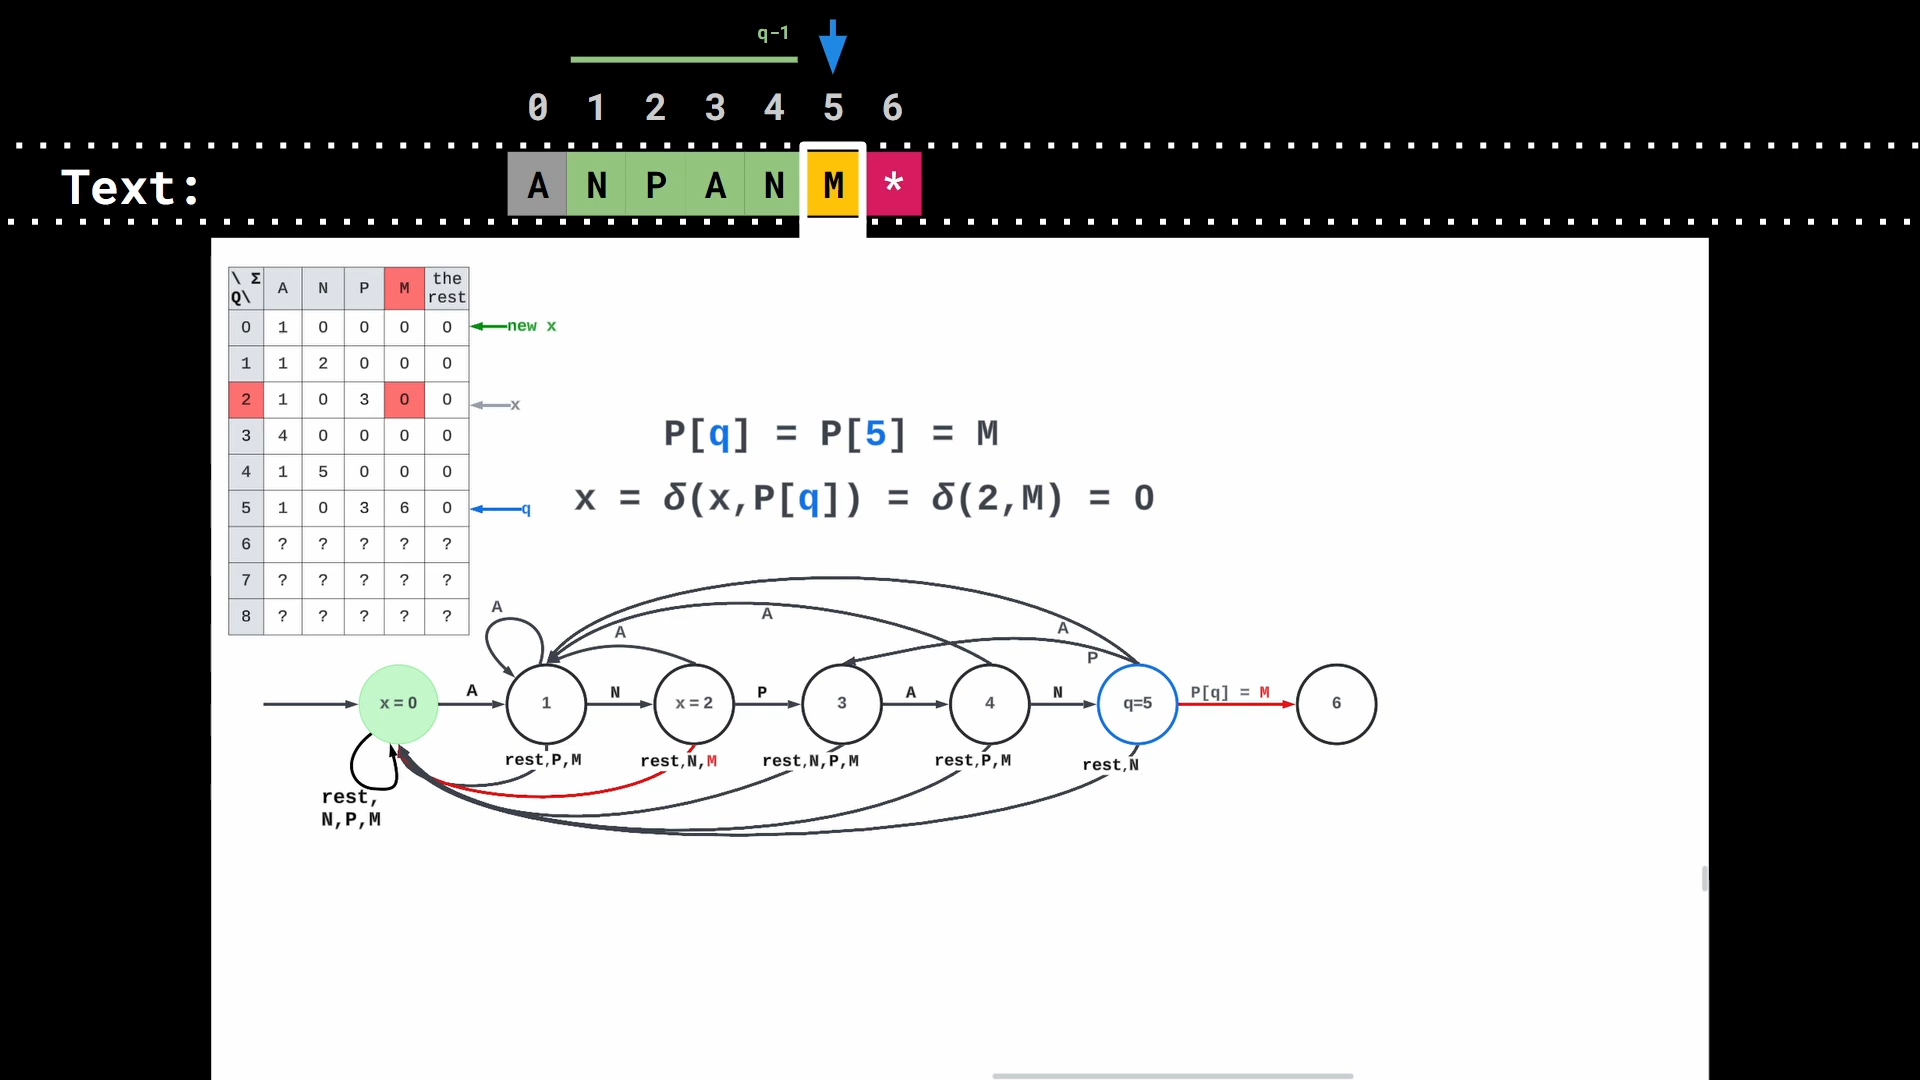 q-1
0 1 2 3 4 5 6
Text: A N P A N M *
\ Σ A N P M the
Q\ rest
0 1 0 0 0 0 new x
1 1 2 0 0 0
2 1 0 3 0 0 x
3 4 0 0 0 0
4 1 5 0 0 0
5 1 0 3 6 0 q
6 ? ? ? ? ?
7 ? ? ? ? ?
8 ? ? ? ? ?
P[q] = P[5] = M
x = δ(x,P[q]) = δ(2,M) = 0
A
A
A
A
P
x = 0 A 1 N x = 2 P 3 A 4 N q=5 P[q] = M 6
rest,P,M rest,N,M rest,N,P,M rest,P,M rest,N
rest,
N,P,M